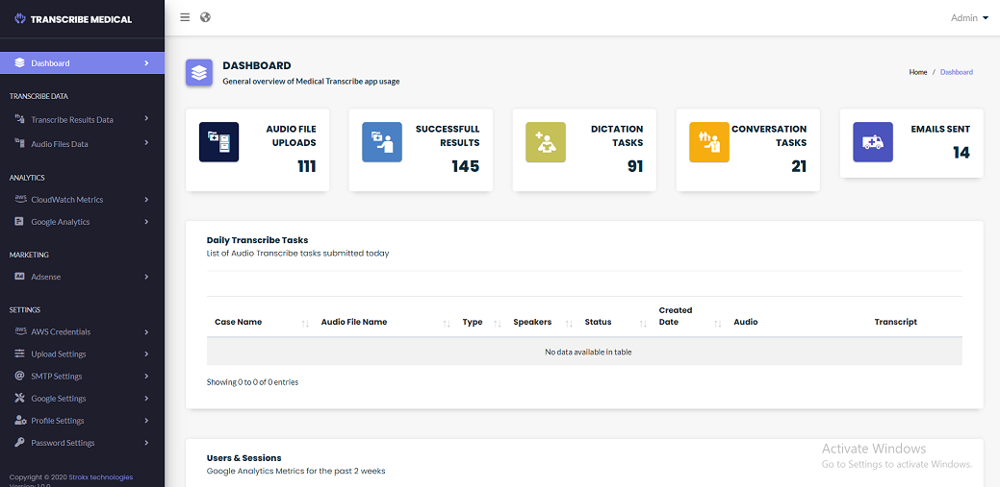 TRANSCRIBE MEDICAL
Admin
Dashboard
TRANSCRIBE DATA
Transcribe Results Data
Audio Files Data
ANALYTICS
aws CloudWatch Metrics
Google Analytics
MARKETING
Ad Adsense
SETTINGS
aws AWS Credentials
Upload Settings
@ SMTP Settings
Google Settings
Profile Settings
Password Settings
Copyright © 2020 Strokx technologies
Version: 1.0.0
DASHBOARD
General overview of Medical Transcribe app usage
Home / Dashboard
AUDIO FILE
UPLOADS
111
SUCCESSFULL
RESULTS
145
DICTATION
TASKS
91
CONVERSATION
TASKS
21
EMAILS SENT
14
Daily Transcribe Tasks
List of Audio Transcribe tasks submitted today
Case Name Audio File Name Type Speakers Status Created Date Audio Transcript
No data available in table
Showing 0 to 0 of 0 entries
Users & Sessions
Google Analytics Metrics for the past 2 weeks
Activate Windows
Go to Settings to activate Windows.